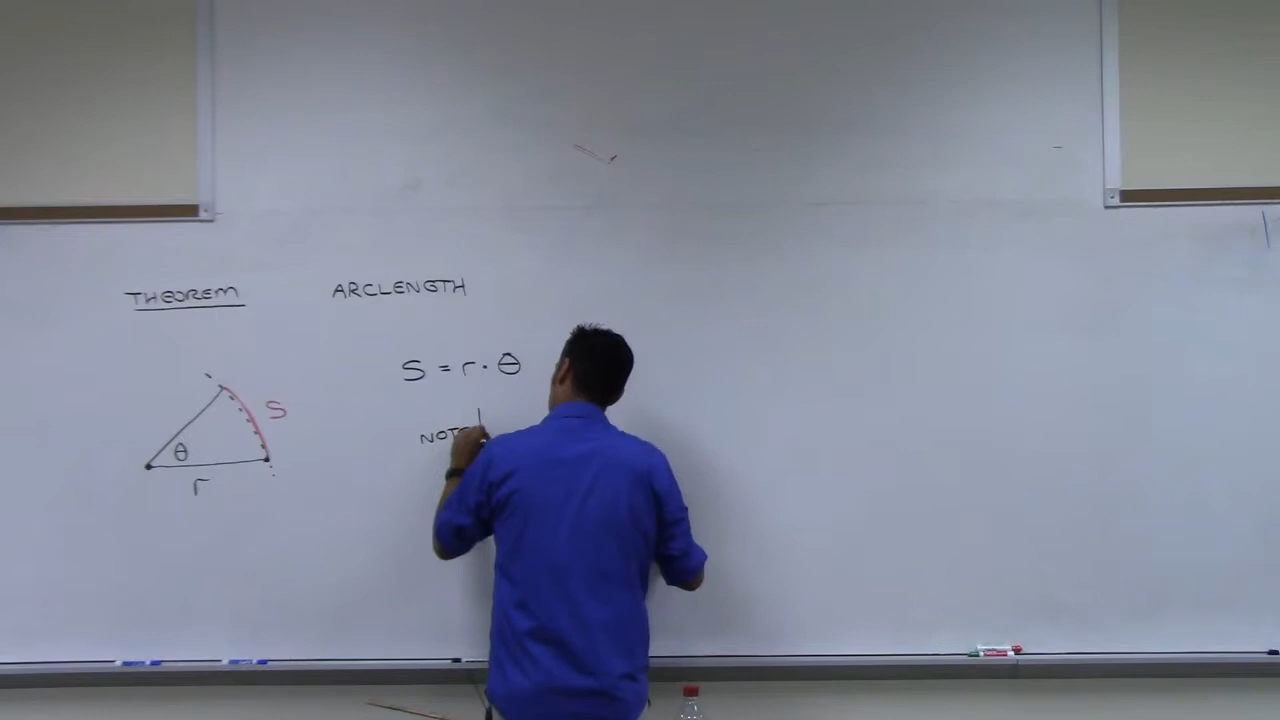 THEOREM ARCLENGTH
S = r · θ
S
θ
r